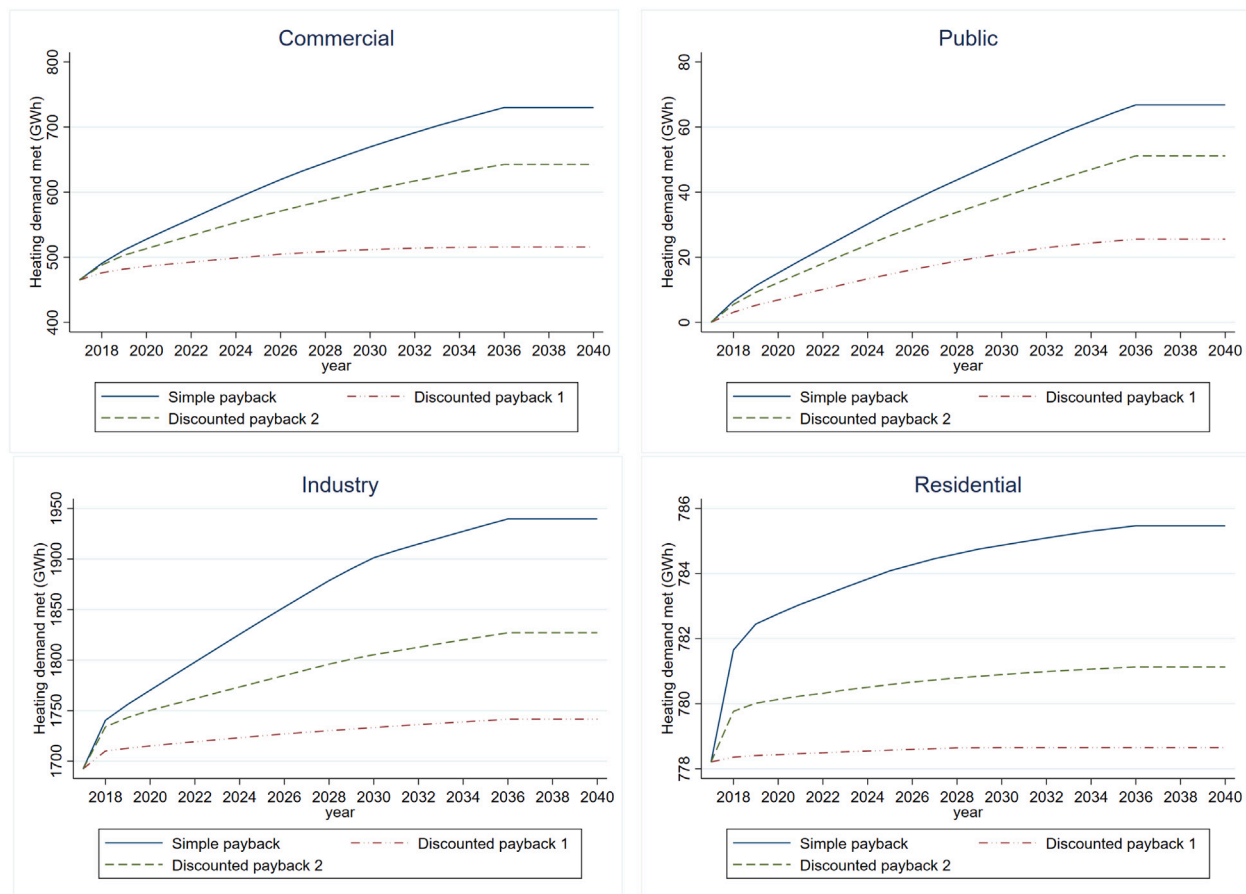 Commercial
Heating demand met (GWh)
800
700
600
500
400
2018 2020 2022 2024 2026 2028 2030 2032 2034 2036 2038 2040
year
Simple payback Discounted payback 1
Discounted payback 2
Public
Heating demand met (GWh)
80
60
40
20
0
2018 2020 2022 2024 2026 2028 2030 2032 2034 2036 2038 2040
year
Simple payback Discounted payback 1
Discounted payback 2
Industry
Heating demand met (GWh)
1950
1900
1850
1800
1750
1700
2018 2020 2022 2024 2026 2028 2030 2032 2034 2036 2038 2040
year
Simple payback Discounted payback 1
Discounted payback 2
Residential
Heating demand met (GWh)
786
784
782
780
778
2018 2020 2022 2024 2026 2028 2030 2032 2034 2036 2038 2040
year
Simple payback Discounted payback 1
Discounted payback 2